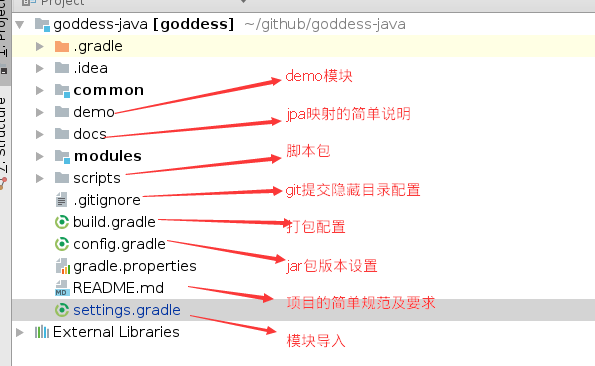 Project
1: Project
goddess-java [goddess] ~/github/goddess-java
.gradle
.idea
common
demo
demo模块
docs
jpa映射的简单说明
modules
脚本包
scripts
.gitignore
git提交隐藏目录配置
build.gradle
打包配置
config.gradle
jar包版本设置
gradle.properties
README.md
项目的简单规范及要求
settings.gradle
模块导入
External Libraries
7: Structure